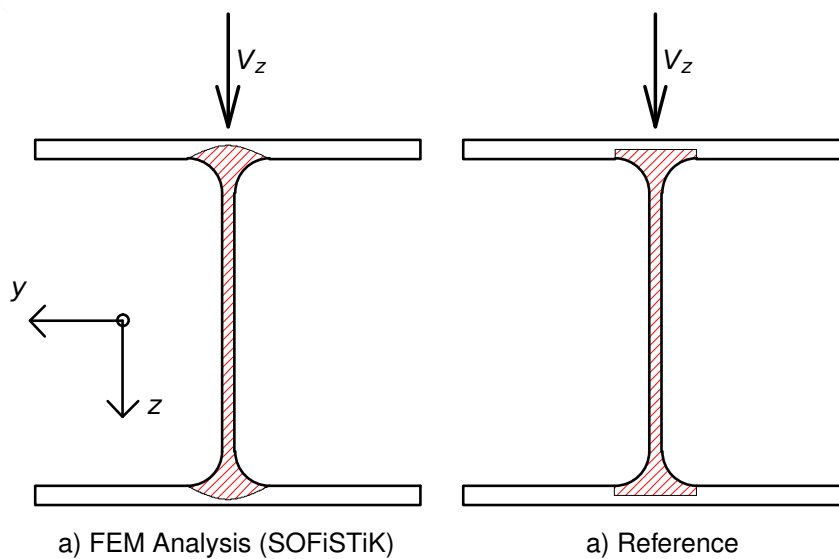 Vz
Vz
y
z
a) FEM Analysis (SOFiSTiK)
a) Reference